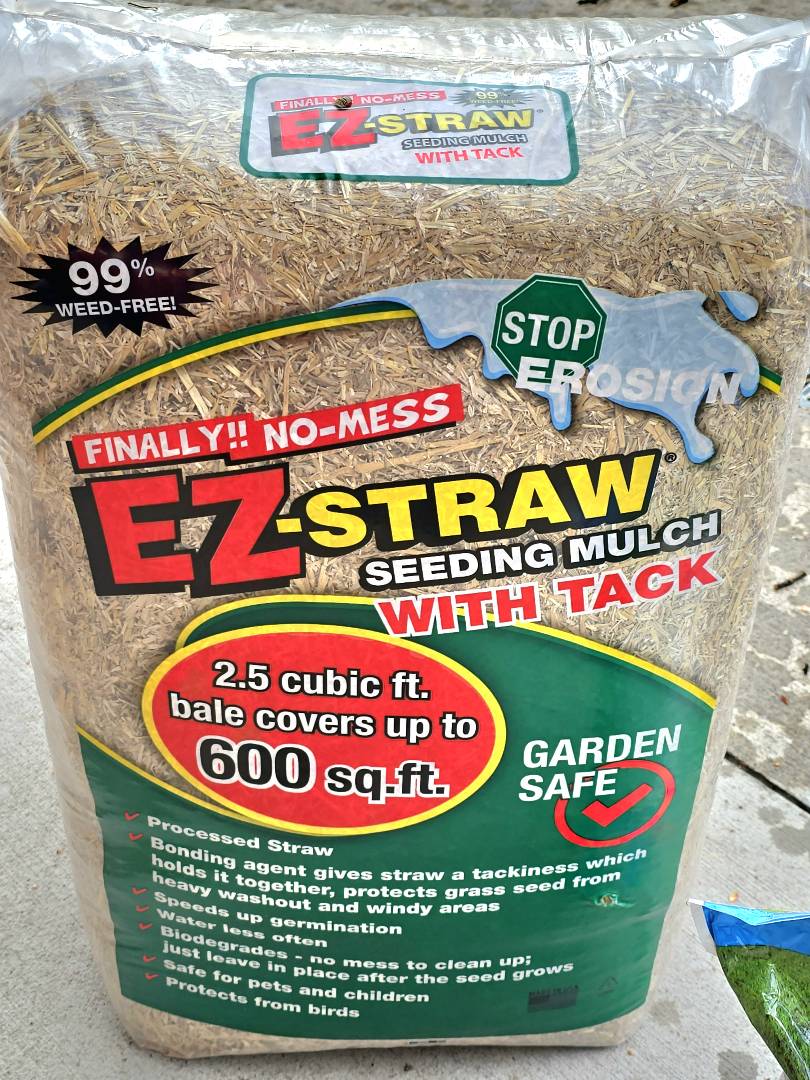 FINALLY!! NO-MESS
99% WEED-FREE!
EZ-STRAW®
SEEDING MULCH
WITH TACK
99%
WEED-FREE!
STOP
EROSION
FINALLY!! NO-MESS
EZ-STRAW®
SEEDING MULCH
WITH TACK
2.5 cubic ft.
bale covers up to
600 sq.ft.
GARDEN
SAFE
Processed Straw
Bonding agent gives straw a tackiness which
holds it together, protects grass seed from
heavy washout and windy areas
Speeds up germination
Water less often
Biodegrades - no mess to clean up;
just leave in place after the seed grows
Safe for pets and children
Protects from birds